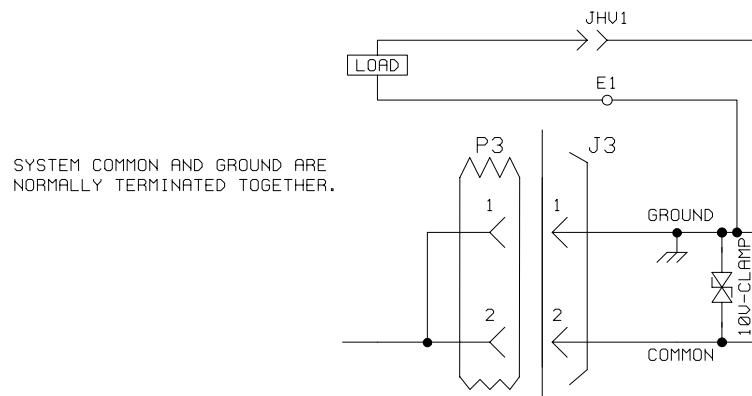 JHV1
LOAD
E1
P3
J3
SYSTEM COMMON AND GROUND ARE
NORMALLY TERMINATED TOGETHER.
1
1
GROUND
10V-CLAMP
2
2
COMMON